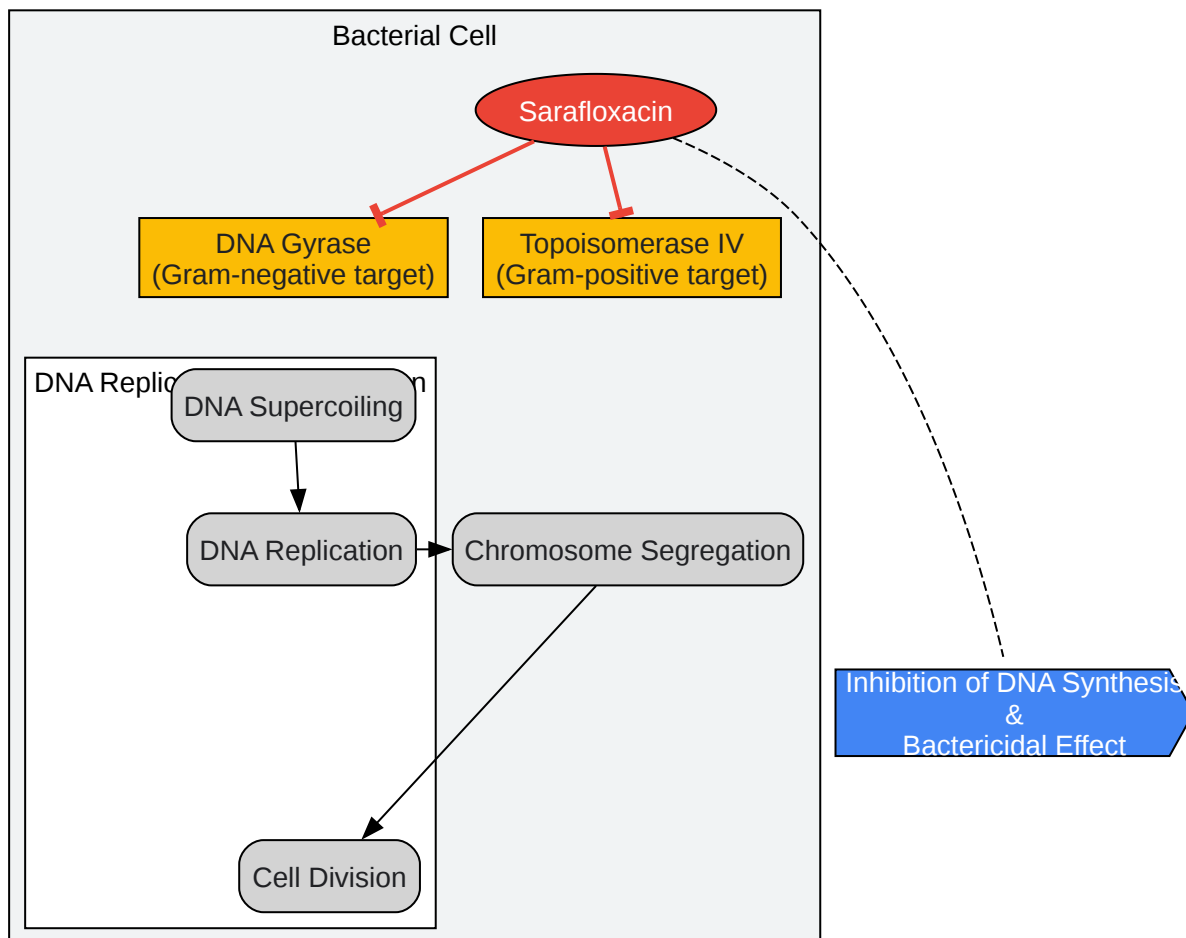 Bacterial Cell
Sarafloxacin
DNA Gyrase
(Gram-negative target)
Topoisomerase IV
(Gram-positive target)
DNA
DNA Supercoiling
DNA Replication
Chromosome Segregation
Inhibition of DNA Synthesis
&
Bactericidal Effect
Cell Division